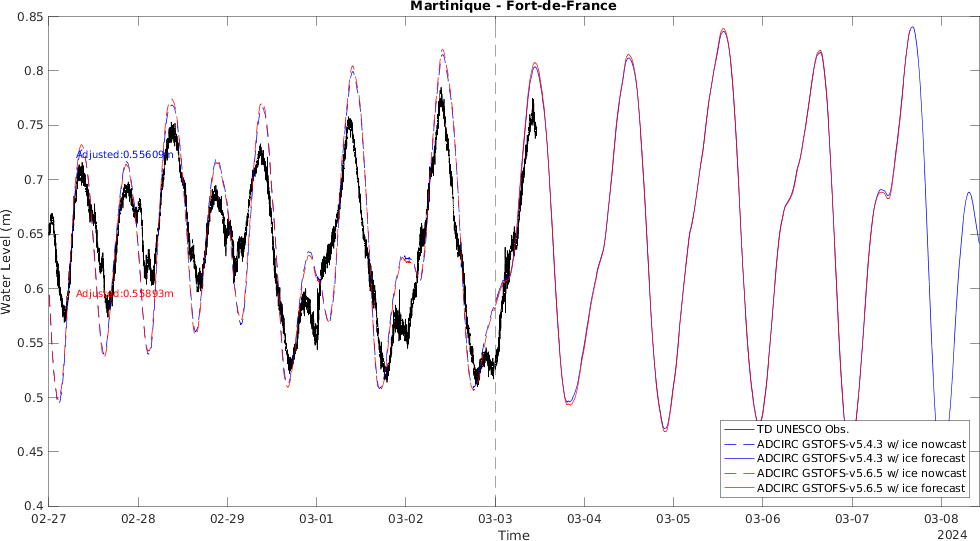 Martinique - Fort-de-France
0.85
0.8
0.75
0.7
0.65
0.6
0.55
0.5
0.45
0.4
Water Level (m)
Adjusted:0.55609m
Adjusted:0.55893m
TD UNESCO Obs.
ADCIRC GSTOFS-v5.4.3 w/ ice nowcast
ADCIRC GSTOFS-v5.4.3 w/ ice forecast
ADCIRC GSTOFS-v5.6.5 w/ ice nowcast
ADCIRC GSTOFS-v5.6.5 w/ ice forecast
02-27 02-28 02-29 03-01 03-02 03-03 03-04 03-05 03-06 03-07 03-08
Time
2024